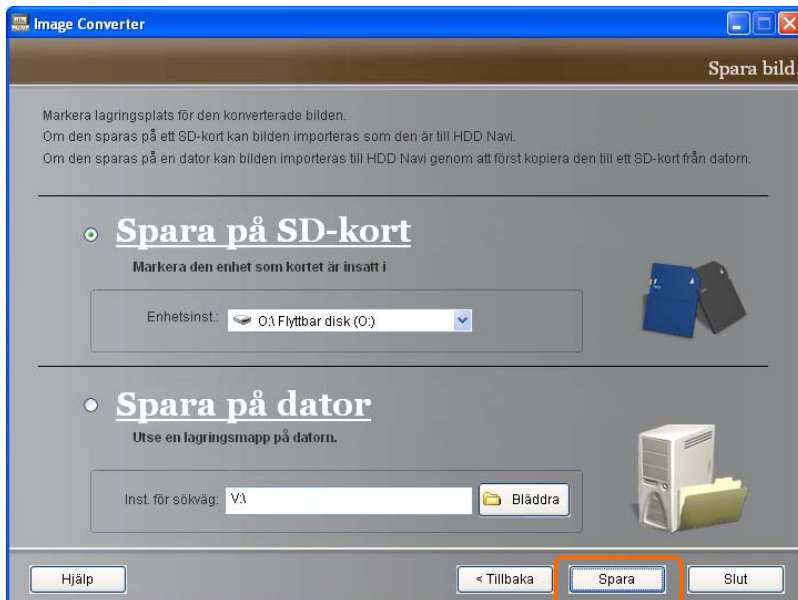 Image Converter
Spara bild.
Markera lagringsplats för den konverterade bilden.
Om den sparas på ett SD-kort kan bilden importeras som den är till HDD Navi.
Om den sparas på en dator kan bilden importeras till HDD Navi genom att först kopiera den till ett SD-kort från datorn.
Spara på SD-kort
Markera den enhet som kortet är insatt i
Enhetsinst.: O:\ Flyttbar disk (O:)
Spara på dator
Utse en lagringsmapp på datorn.
Inst. för sökväg: V:\ Bläddra
Hjälp < Tillbaka Spara Slut